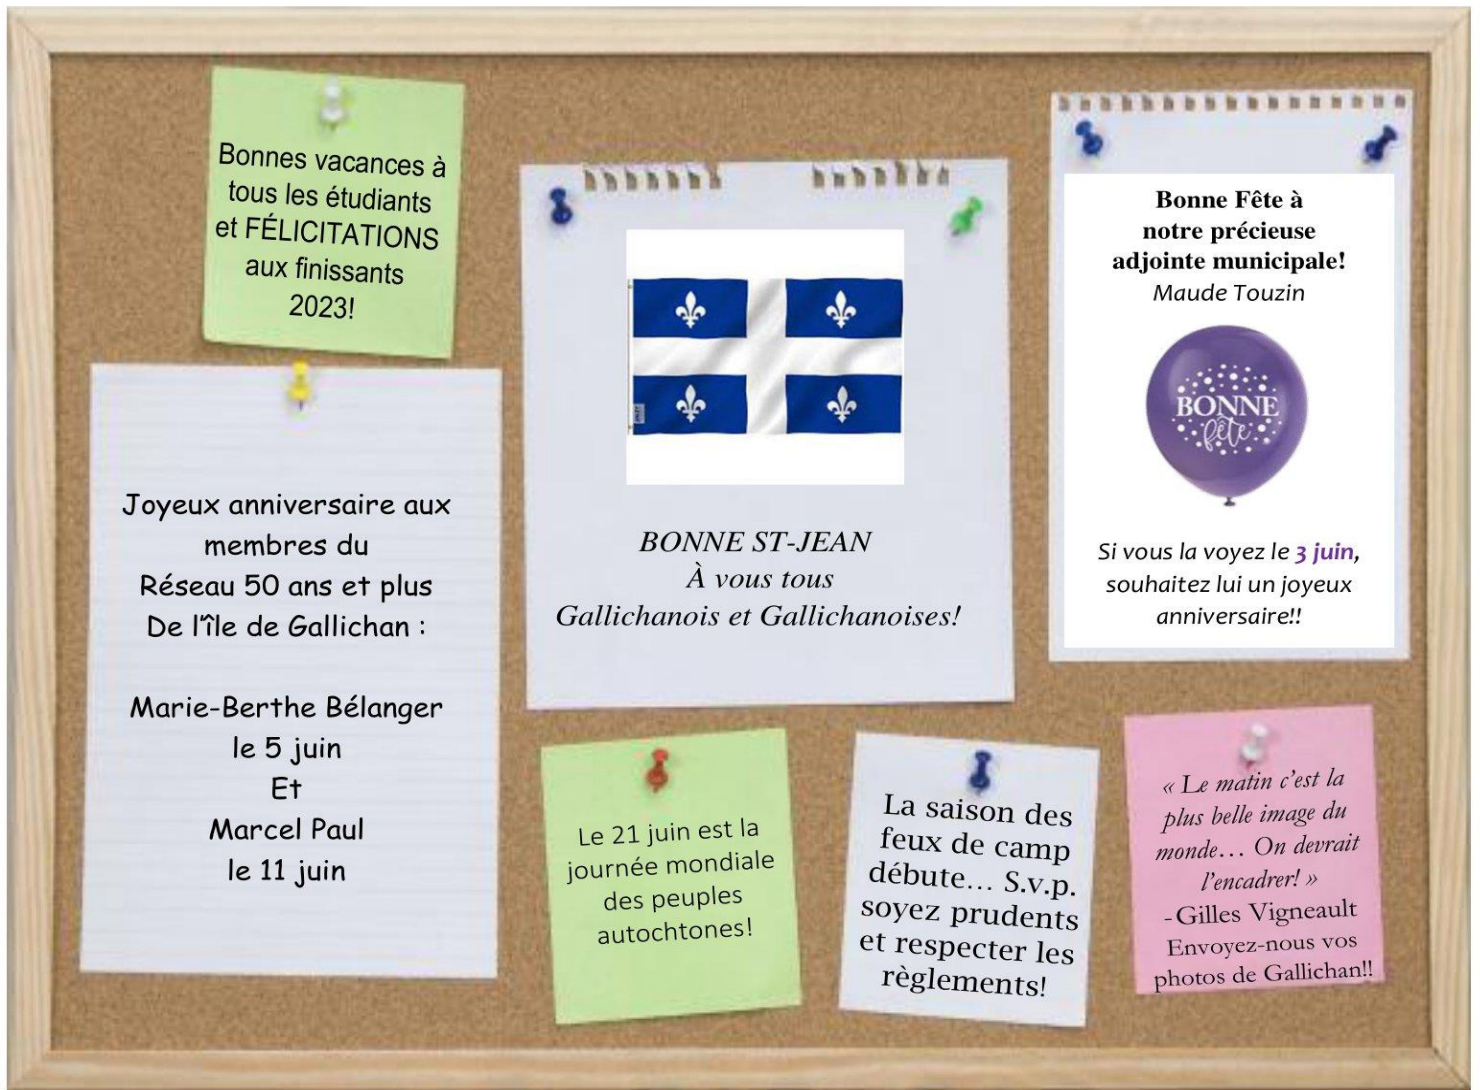 Bonnes vacances à
tous les étudiants
et FÉLICITATIONS
aux finissants
2023!
Joyeux anniversaire aux
membres du
Réseau 50 ans et plus
De l'île de Gallichan :
Marie-Berthe Bélanger
le 5 juin
Et
Marcel Paul
le 11 juin
BONNE ST-JEAN
À vous tous
Gallichanois et Gallichanoises!
Bonne Fête à
notre précieuse
adjointe municipale!
Maude Touzin
BONNE
fête
Si vous la voyez le 3 juin,
souhaitez lui un joyeux
anniversaire!!
Le 21 juin est la
journée mondiale
des peuples
autochtones!
La saison des
feux de camp
débute... S.v.p.
soyez prudents
et respecter les
règlements!
« Le matin c'est la
plus belle image du
monde... On devrait
l'encadrer! »
-Gilles Vigneault
Envoyez-nous vos
photos de Gallichan!!